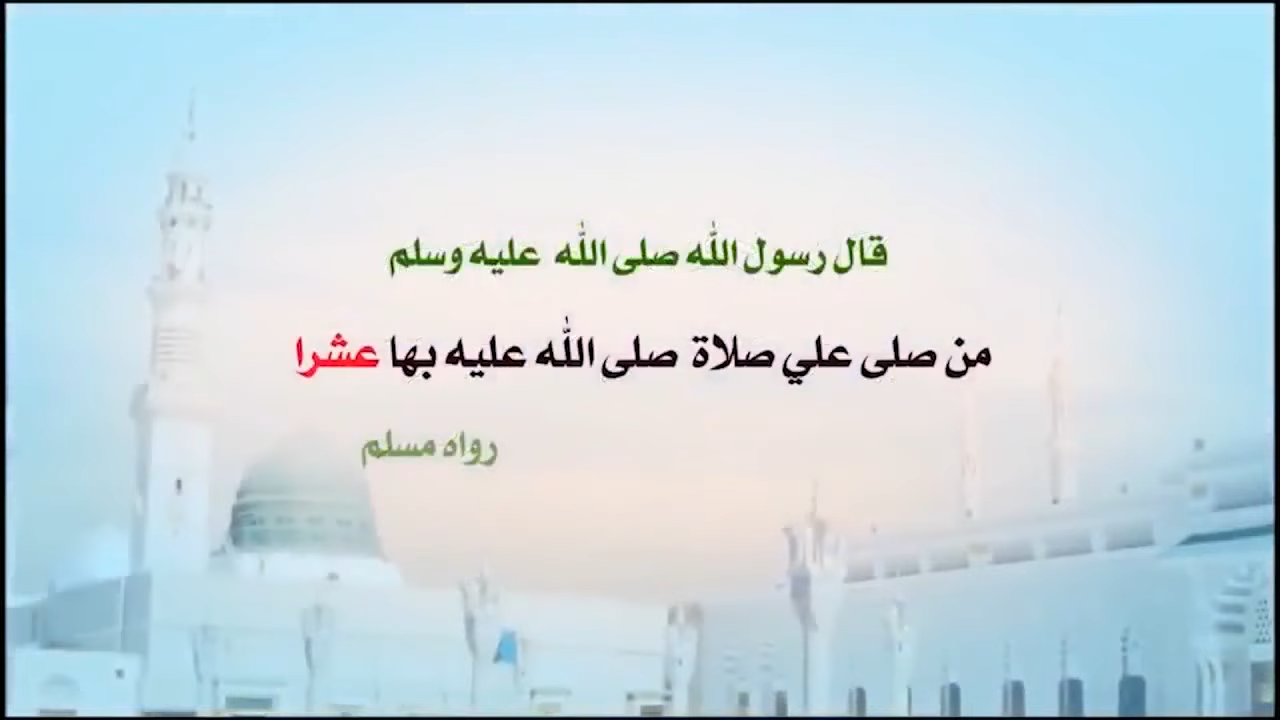 قال رسول الله صلى الله عليه وسلم
من صلى علي صلاة صلى الله عليه بها عشرا
رواه مسلم